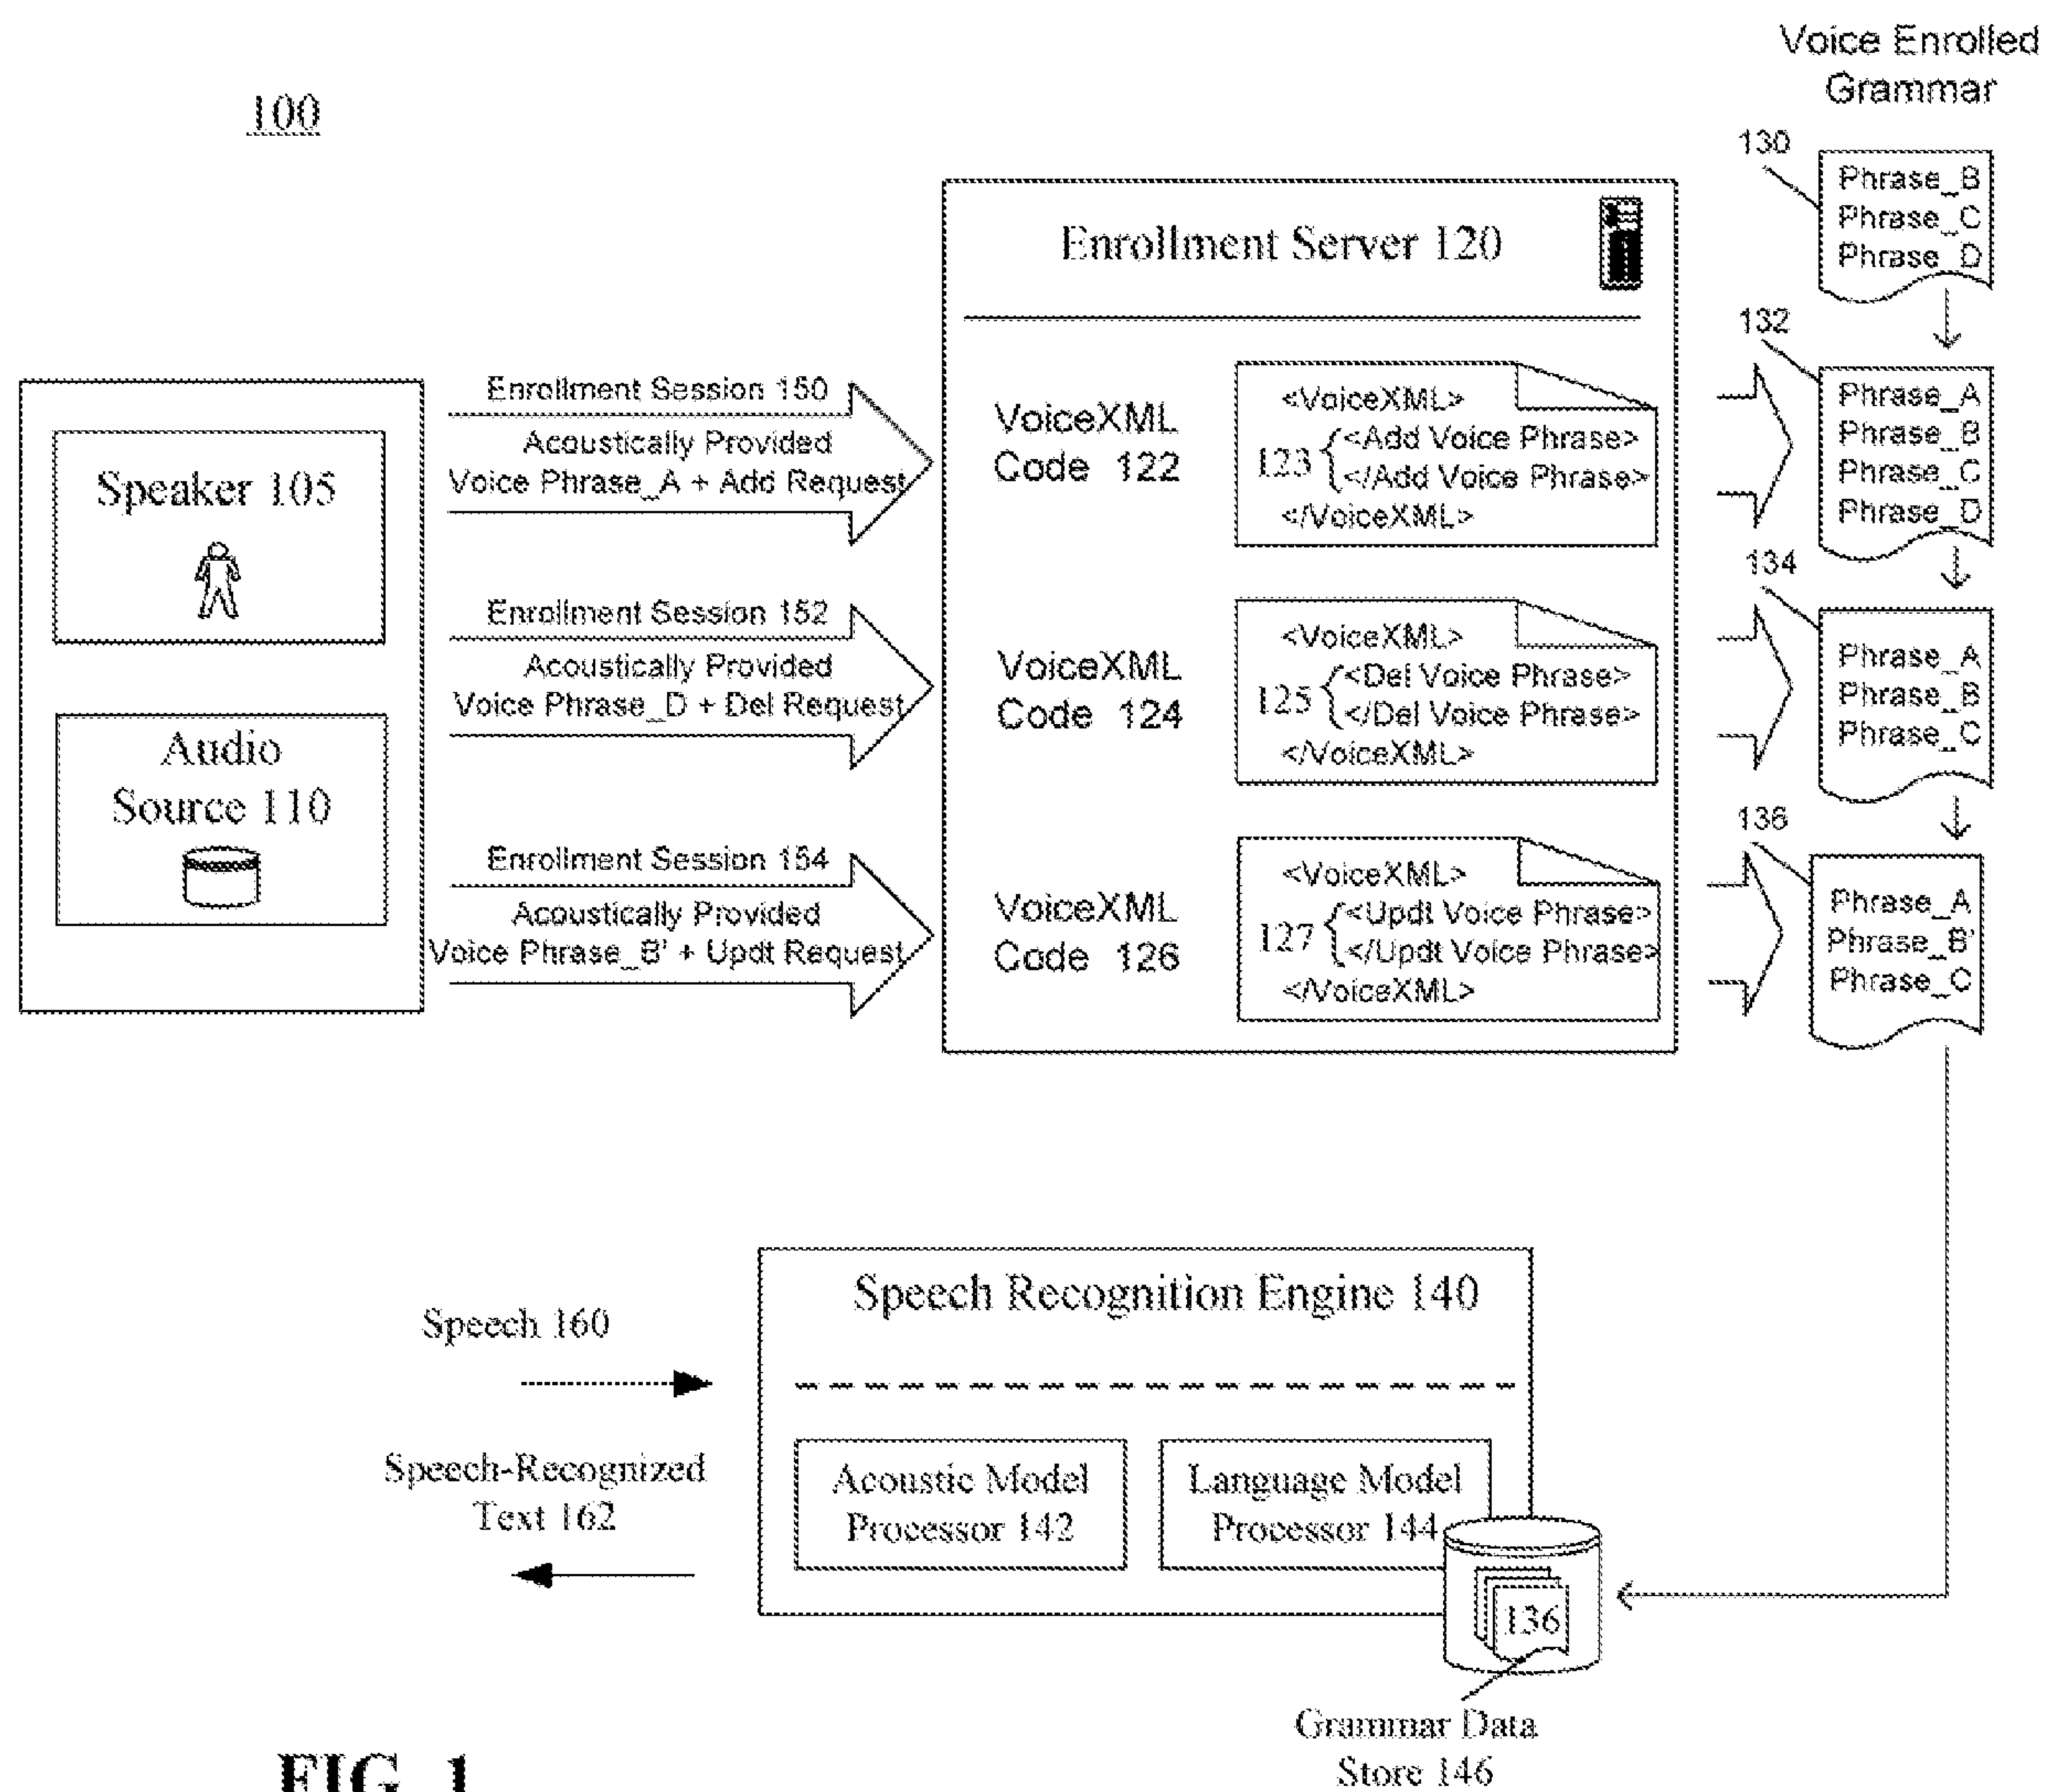 Voice Enrolled
Grammar
100
130
Phrase_B
Phrase_C
Phrase_D
Enrollment Server 120
132
Phrase_A
Phrase_B
Phrase_C
Phrase_D
Speaker 105
Audio
Source 110
Enrollment Session 150
Acoustically Provided
Voice Phrase_A + Add Request
VoiceXML
Code 122
<VoiceXML>
123
<Add Voice Phrase>
</Add Voice Phrase>
</VoiceXML>
134
Phrase_A
Phrase_B
Phrase_C
Enrollment Session 152
Acoustically Provided
Voice Phrase_D + Del Request
VoiceXML
Code 124
<VoiceXML>
125
<Del Voice Phrase>
</Del Voice Phrase>
</VoiceXML>
136
Phrase_A
Phrase_B'
Phrase_C
Enrollment Session 154
Acoustically Provided
Voice Phrase_B' + Updt Request
VoiceXML
Code 126
<VoiceXML>
127
<Updt Voice Phrase>
</Updt Voice Phrase>
</VoiceXML>
Speech Recognition Engine 140
Speech 160
Speech-Recognized
Text 162
Acoustic Model
Processor 142
Language Model
Processor 144
136
Grammar Data
Store 146
FIG. 1